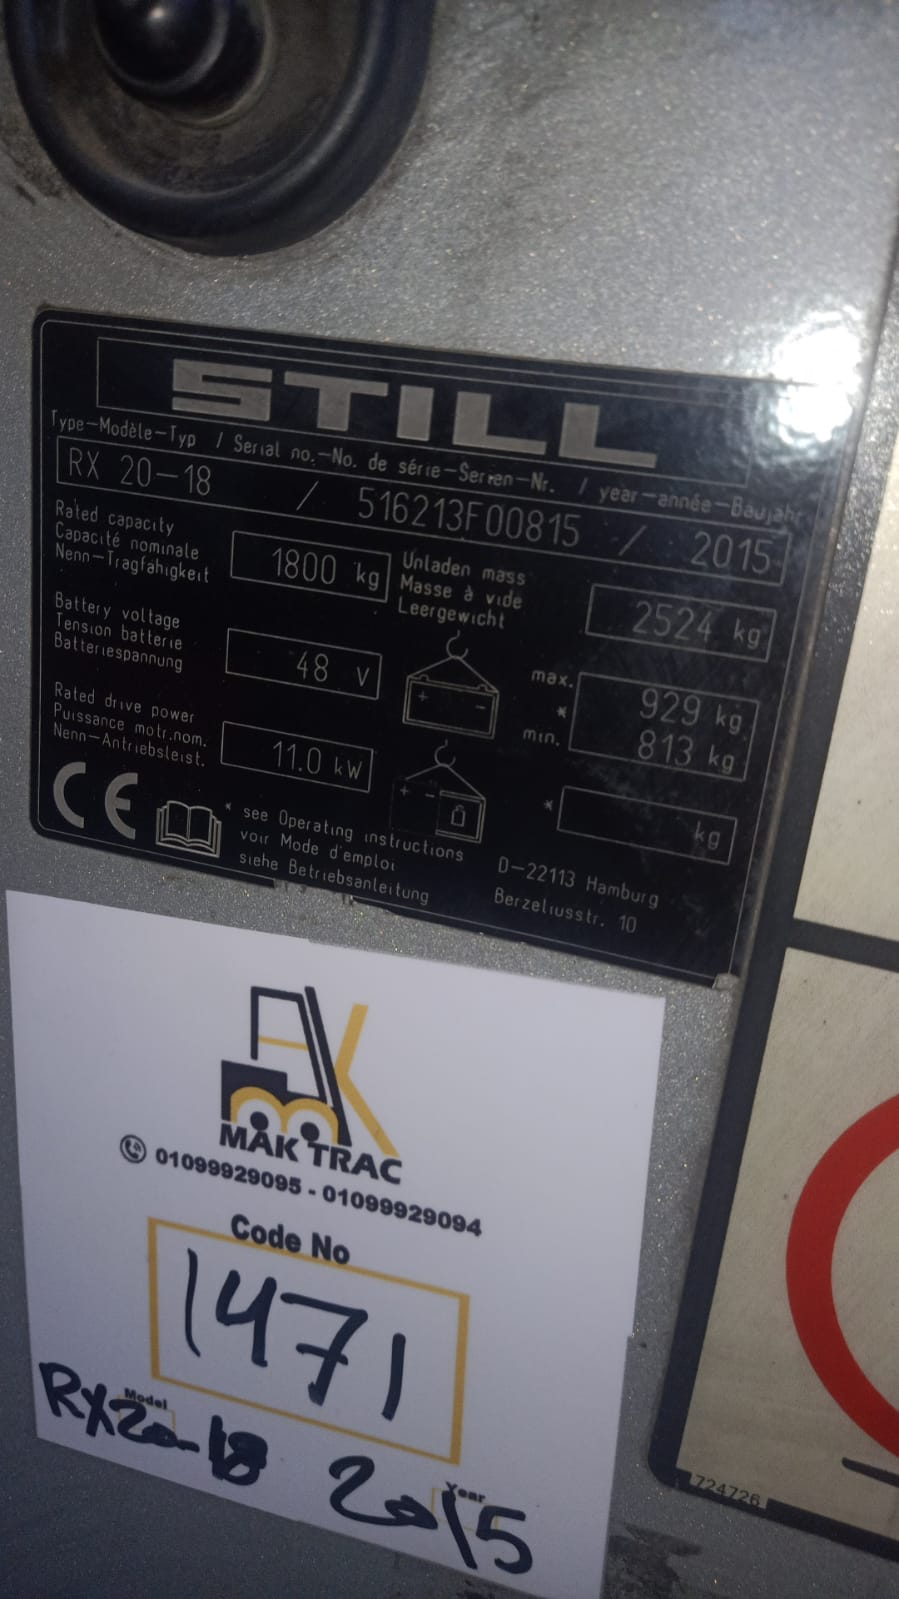 STILL
Type-Modèle-Typ / Serial no.-No. de série-Serien-Nr. / year-année-Baujahr
RX 20-18 / 516213F00815 / 2015
Rated capacity
Capacité nominale
Nenn-Tragfähigkeit
1800 kg
Unladen mass
Masse à vide
Leergewicht
2524 kg
Battery voltage
Tension batterie
Batteriespannung
48 V
+ -
max. 929 kg
*
min. 813 kg
Rated drive power
Puissance motr.nom.
Nenn-Antriebsleist.
11.0 kW
+ -
* kg
CE
* see Operating instructions
voir Mode d'emploi
siehe Betriebsanleitung
D-22113 Hamburg
Berzeliusstr. 10
MAK TRAC
01099929095 - 01099929094
Code No
1471
Model
RX20-18
Year
2015
724726